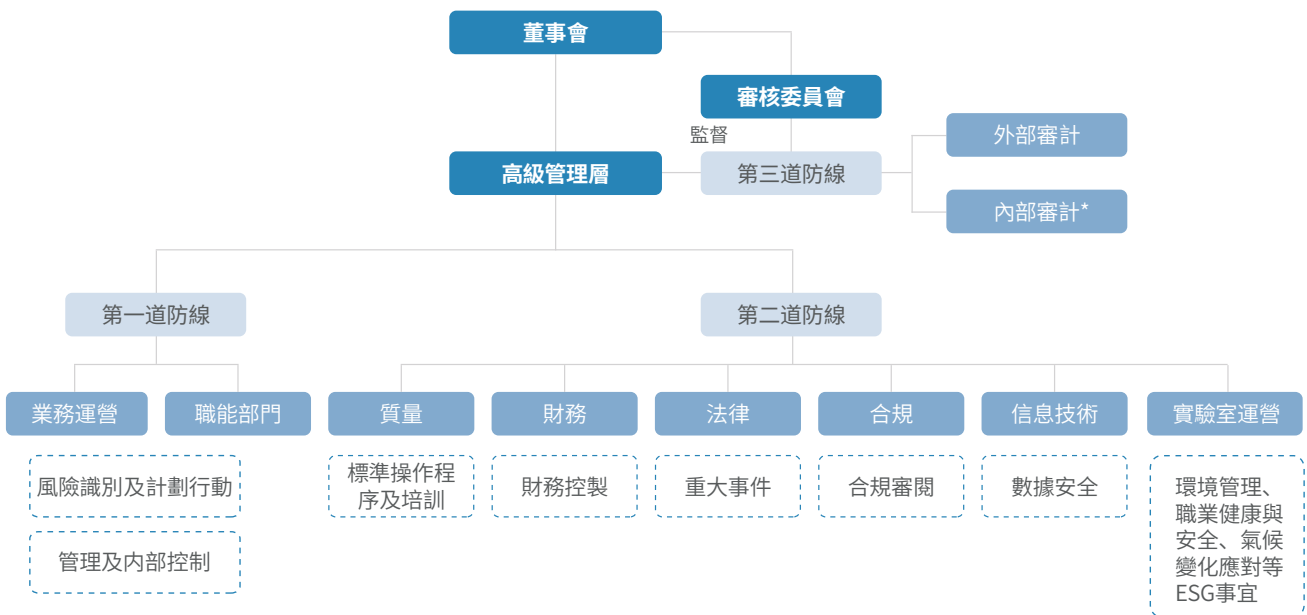 董事會
審核委員會
監督
外部審計
高級管理層
第三道防線
內部審計*
第一道防線
第二道防線
業務運營
職能部門
質量
財務
法律
合規
信息技術
實驗室運營
風險識別及計劃行動
管理及內部控制
標準操作程
序及培訓
財務控製
重大事件
合規審閱
數據安全
環境管理、
職業健康與
安全、氣候
變化應對等
ESG事宜